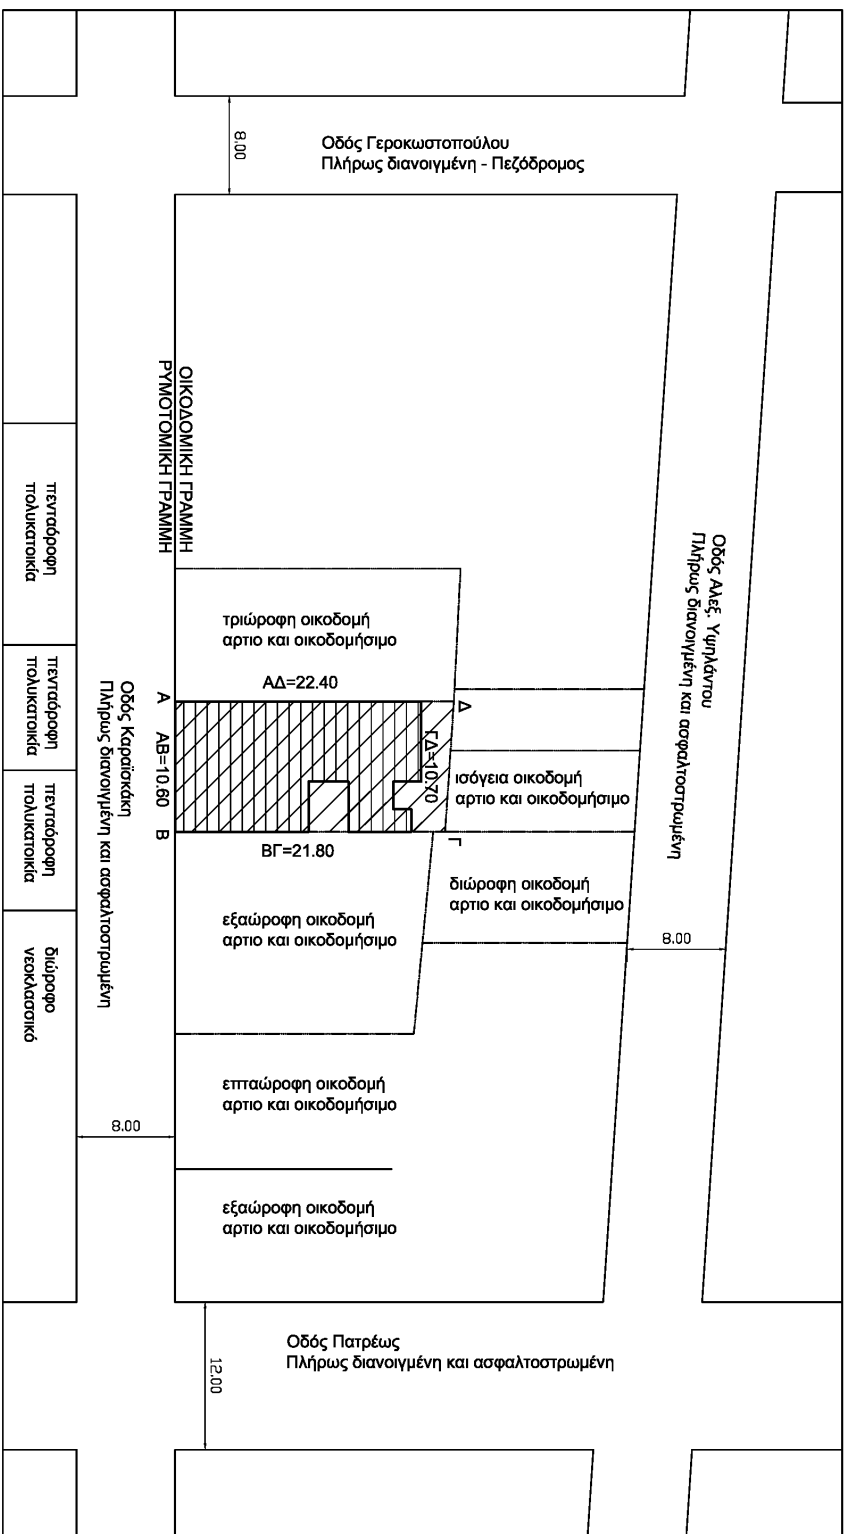 8.00
Οδός Γεροκωστοπούλου
Πλήρως διανοιγμένη - Πεζόδρομος
ΟΙΚΟΔΟΜΙΚΗ ΓΡΑΜΜΗ
ΡΥΜΟΤΟΜΙΚΗ ΓΡΑΜΜΗ
πενταόροφη
πολυκατοικία
Οδός Αλεξ. Υψηλάντου
Πλήρως διανοιγμένη και ασφαλτοστρωμένη
τριώροφη οικοδομή
αρτιο και οικοδομήσιμο
πενταόροφη
πολυκατοικία
Οδός Καραϊσκάκη
Πλήρως διανοιγμένη και ασφαλτοστρωμένη
ΑΔ=22.40
Α
ΑΒ=10.60
Β
Δ
ΓΔ=10.70
Γ
ισόγεια οικοδομή
αρτιο και οικοδομήσιμο
πενταόροφη
πολυκατοικία
ΒΓ=21.80
διώροφη οικοδομή
αρτιο και οικοδομήσιμο
εξαώροφη οικοδομή
αρτιο και οικοδομήσιμο
8.00
διώροφο
νεοκλασσικό
επταώροφη οικοδομή
αρτιο και οικοδομήσιμο
8.00
εξαώροφη οικοδομή
αρτιο και οικοδομήσιμο
12.00
Οδός Πατρέως
Πλήρως διανοιγμένη και ασφαλτοστρωμένη